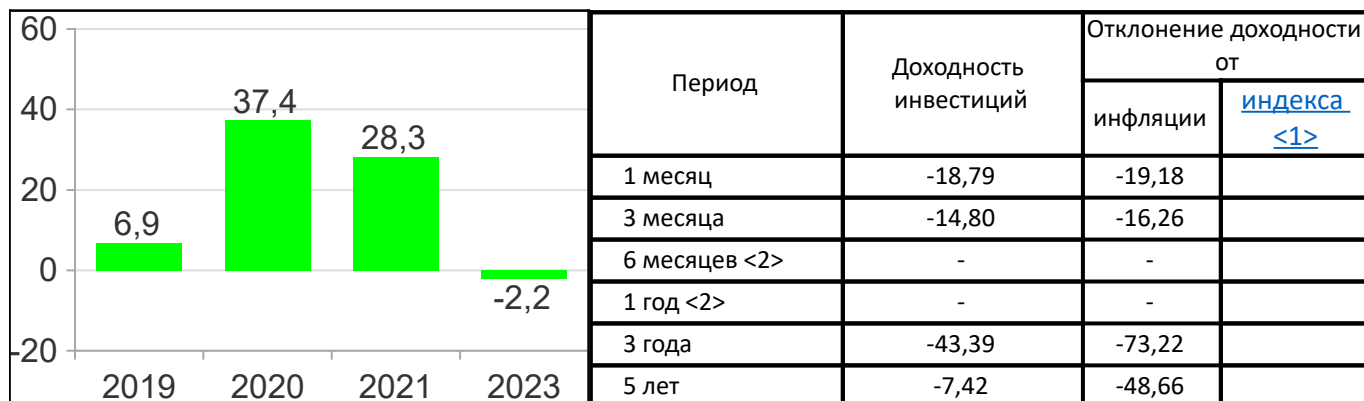 60
40
20
0
-20
6,9
37,4
28,3
-2,2
2019 2020 2021 2023
Период
Доходность
инвестиций
Отклонение доходности
от
инфляции
индекса
<1>
1 месяц -18,79 -19,18
3 месяца -14,80 -16,26
6 месяцев <2> - -
1 год <2> - -
3 года -43,39 -73,22
5 лет -7,42 -48,66